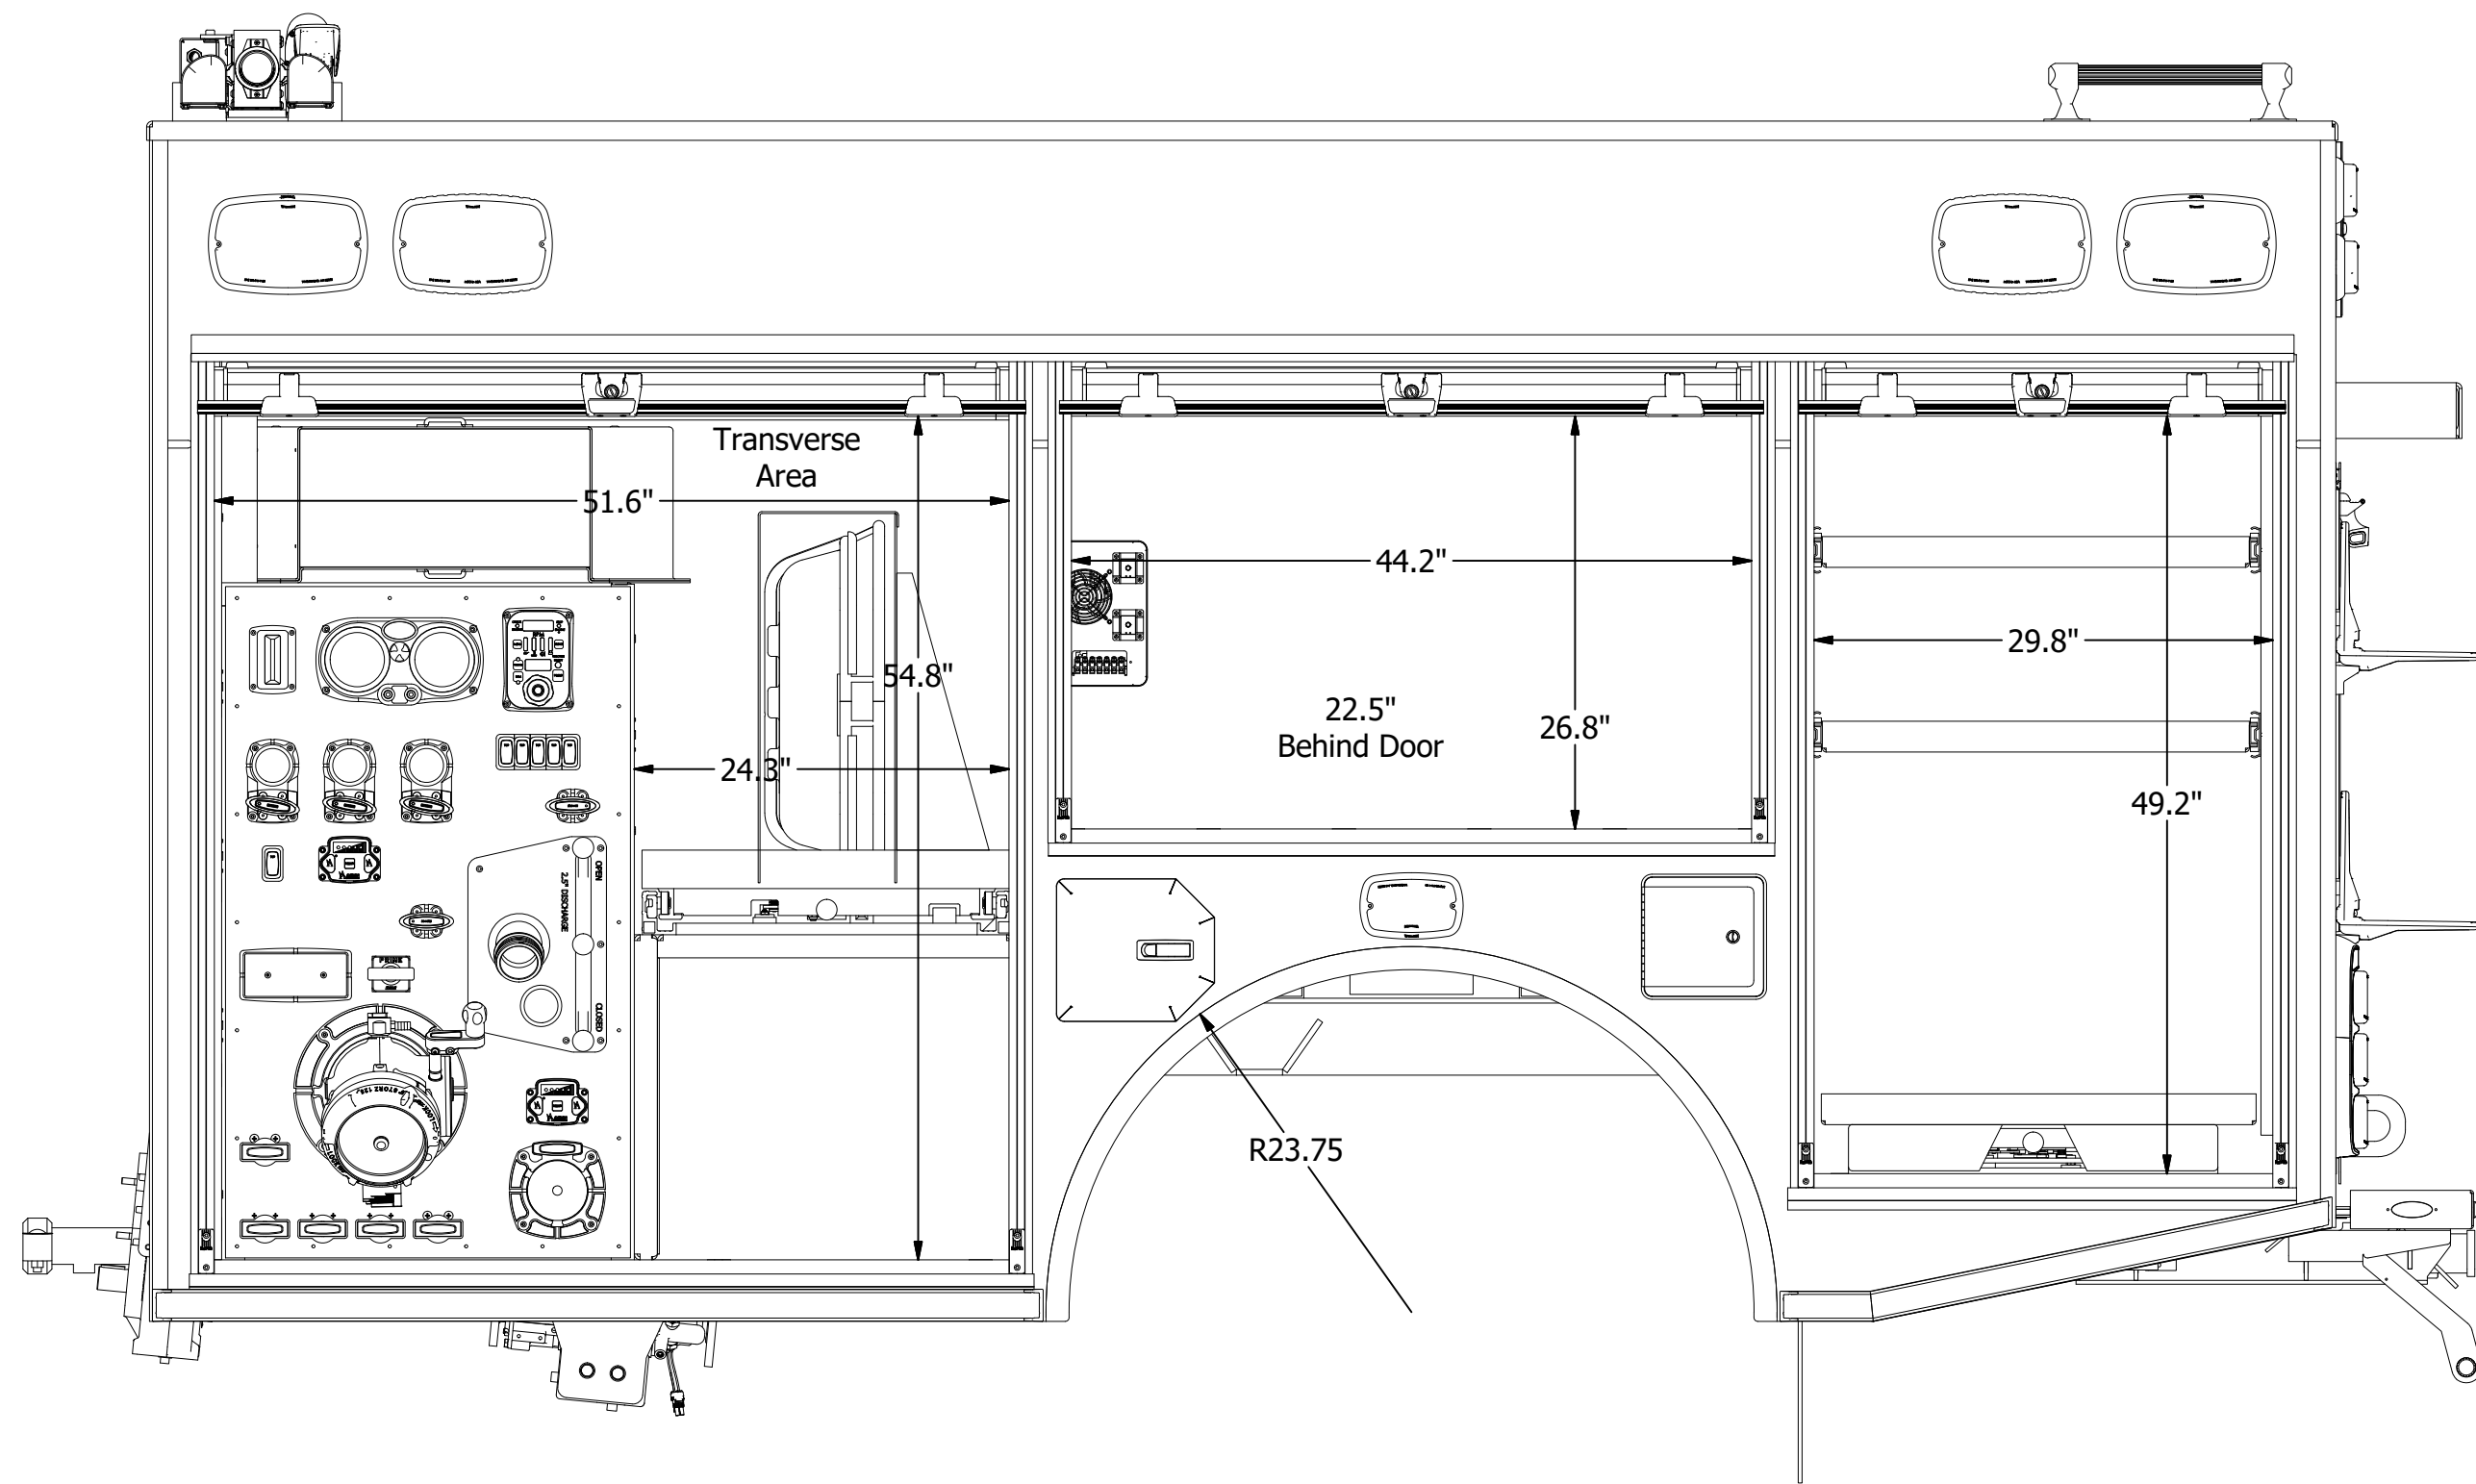 Transverse
Area
51.6"
44.2"
29.8"
54.8"
22.5"
Behind Door
26.8"
24.3"
49.2"
OPEN
2.5" DISCHARGE
CLOSED
PRIME
R23.75